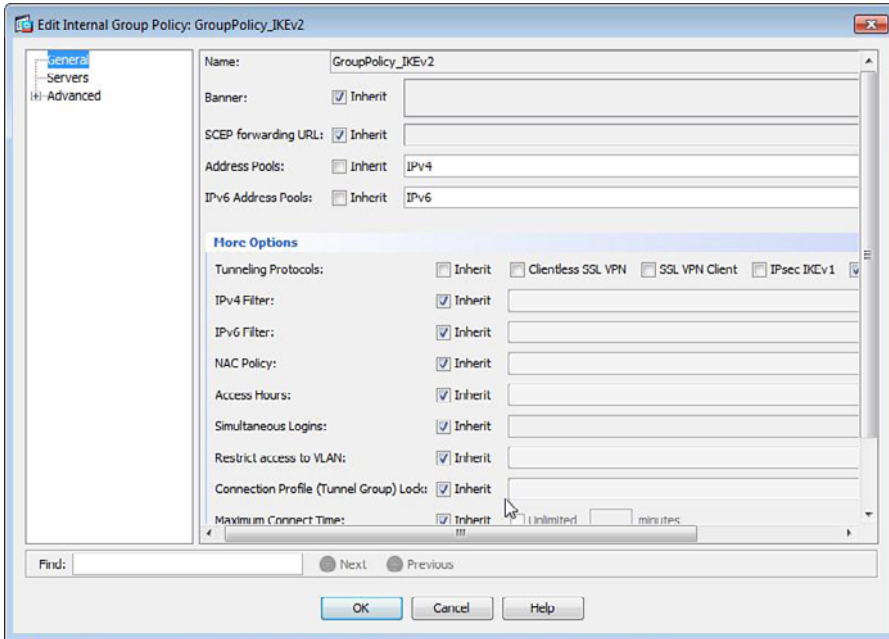 Edit Internal Group Policy: GroupPolicy_IKEv2
General
Servers
Advanced
Name: GroupPolicy_IKEv2
Banner: Inherit
SCEP forwarding URL: Inherit
Address Pools: Inherit IPv4
IPv6 Address Pools: Inherit IPv6
More Options
Tunneling Protocols: Inherit Clientless SSL VPN SSL VPN Client IPsec IKEv1
IPv4 Filter: Inherit
IPv6 Filter: Inherit
NAC Policy: Inherit
Access Hours: Inherit
Simultaneous Logins: Inherit
Restrict access to VLAN: Inherit
Connection Profile (Tunnel Group) Lock: Inherit
Maximum Connect Time: Inherit Unlimited minutes
Find: Next Previous
OK Cancel Help